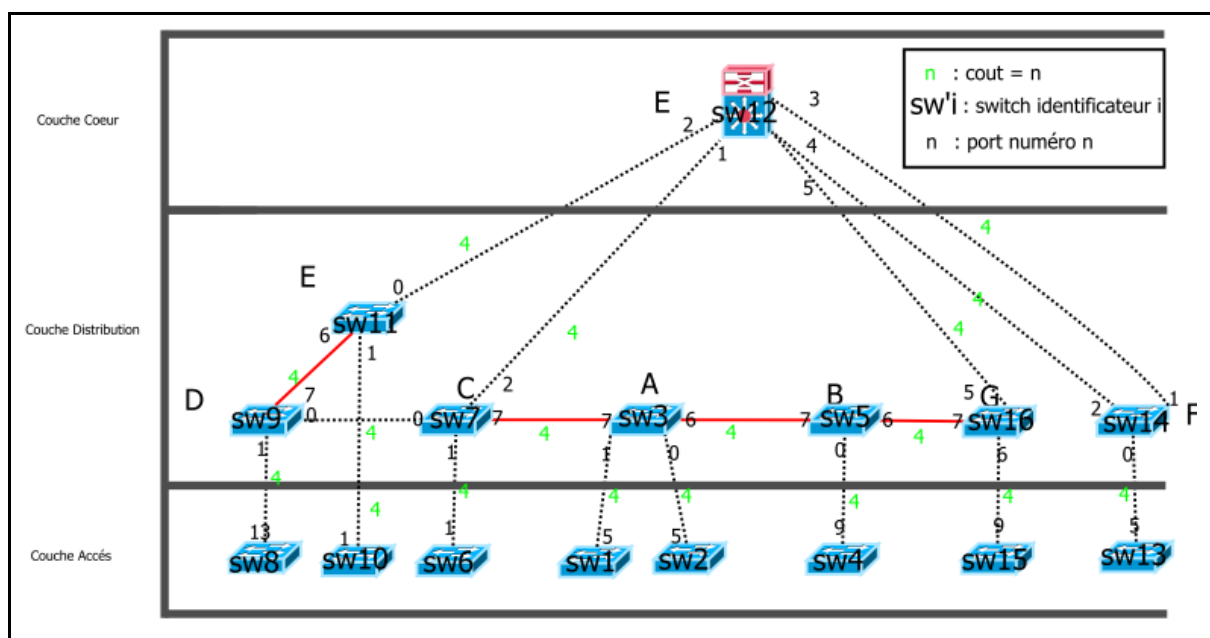 n : cout = n
SW'i : switch identificateur i
n : port numéro n
Couche Coeur
E
sw12
3
2
4
1
5
4
4
E
0
4
4
Couche Distribution
sw11
4
6
1
4
7
D
C
2
A
B
5
G
1
F
sw9
0
0
sw7
7
7
sw3
6
7
sw5
6
7
sw16
2
sw14
4
4
4
4
1
1
1
0
0
6
0
4
4
4
4
4
4
4
4
13
1
1
5
5
9
9
5
Couche Accés
sw8
sw10
sw6
sw1
sw2
sw4
sw15
sw13